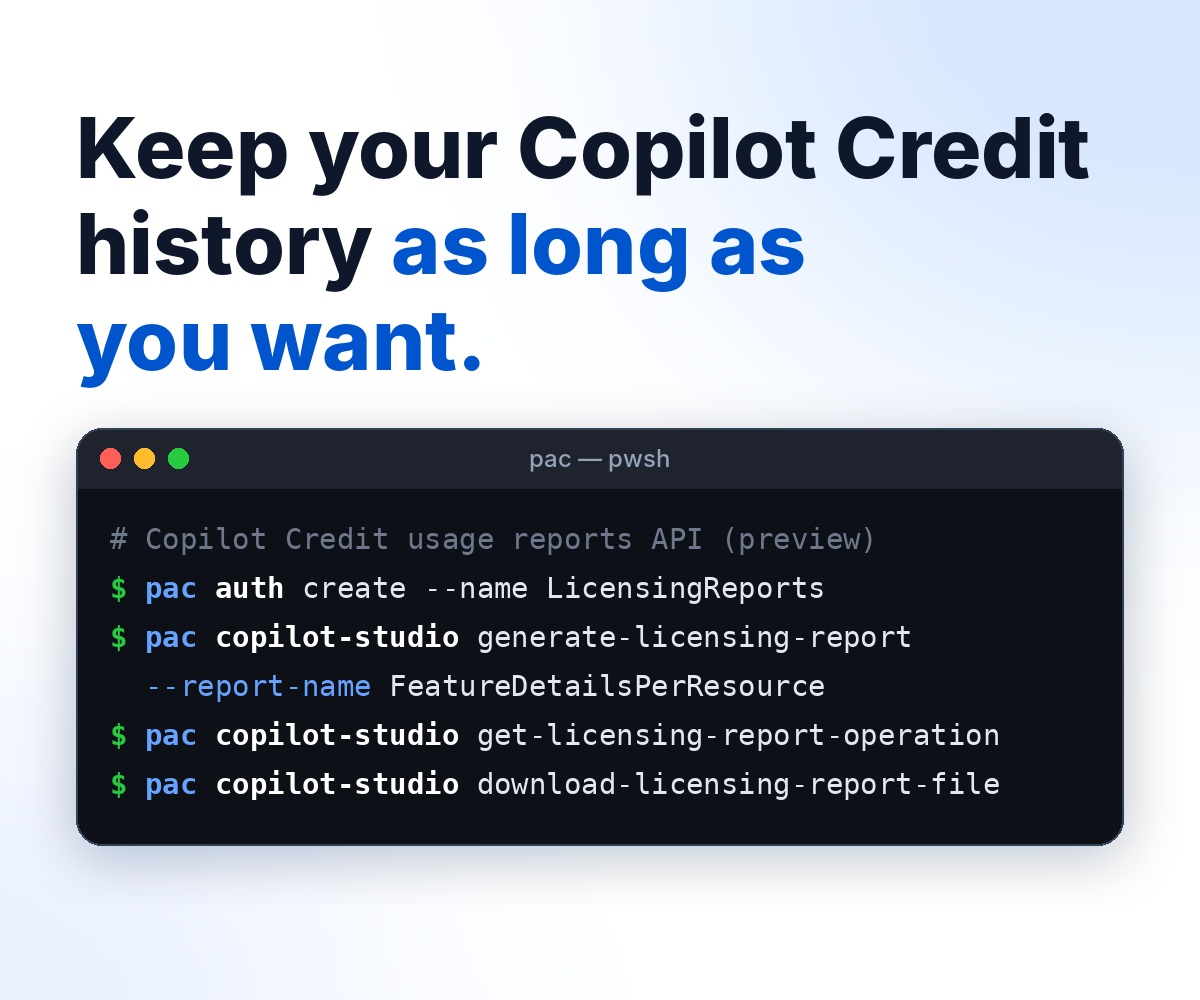 Keep your Copilot Credit
history as long as
you want.
pac — pwsh
# Copilot Credit usage reports API (preview)
$ pac auth create --name LicensingReports
$ pac copilot-studio generate-licensing-report
--report-name FeatureDetailsPerResource
$ pac copilot-studio get-licensing-report-operation
$ pac copilot-studio download-licensing-report-file